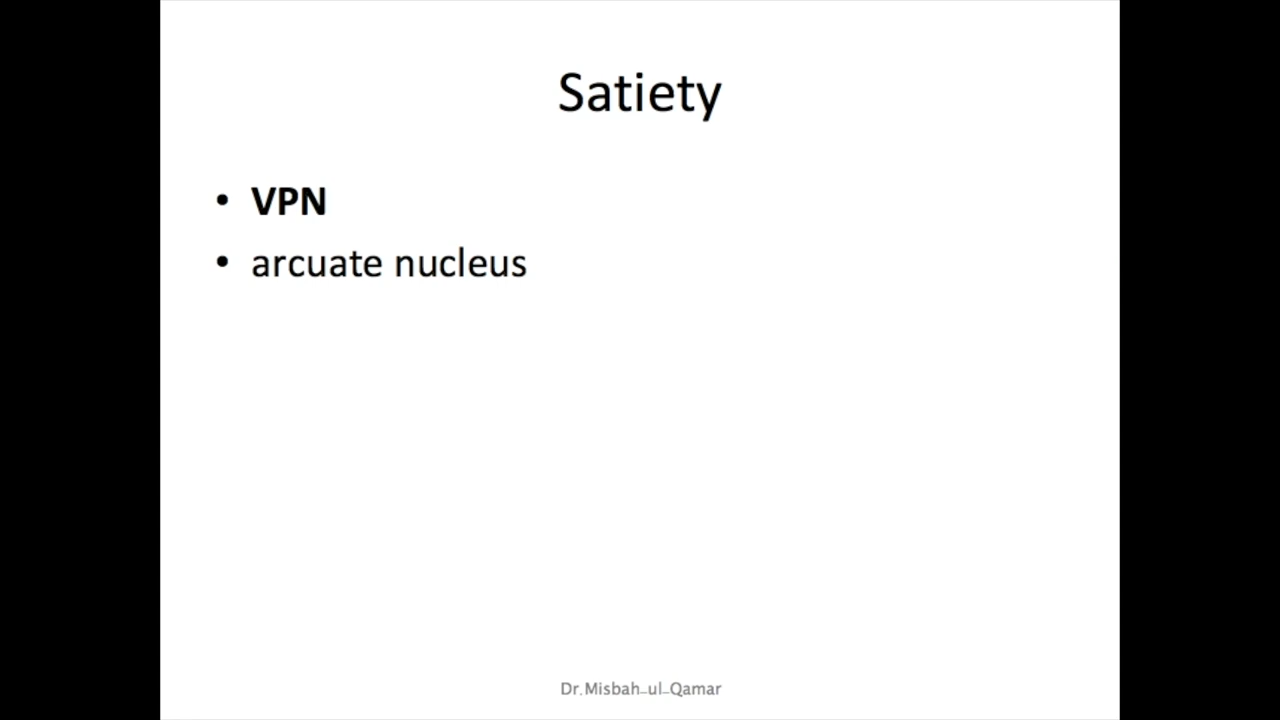 Satiety
• VPN
• arcuate nucleus
Dr.Misbah-ul-Qamar